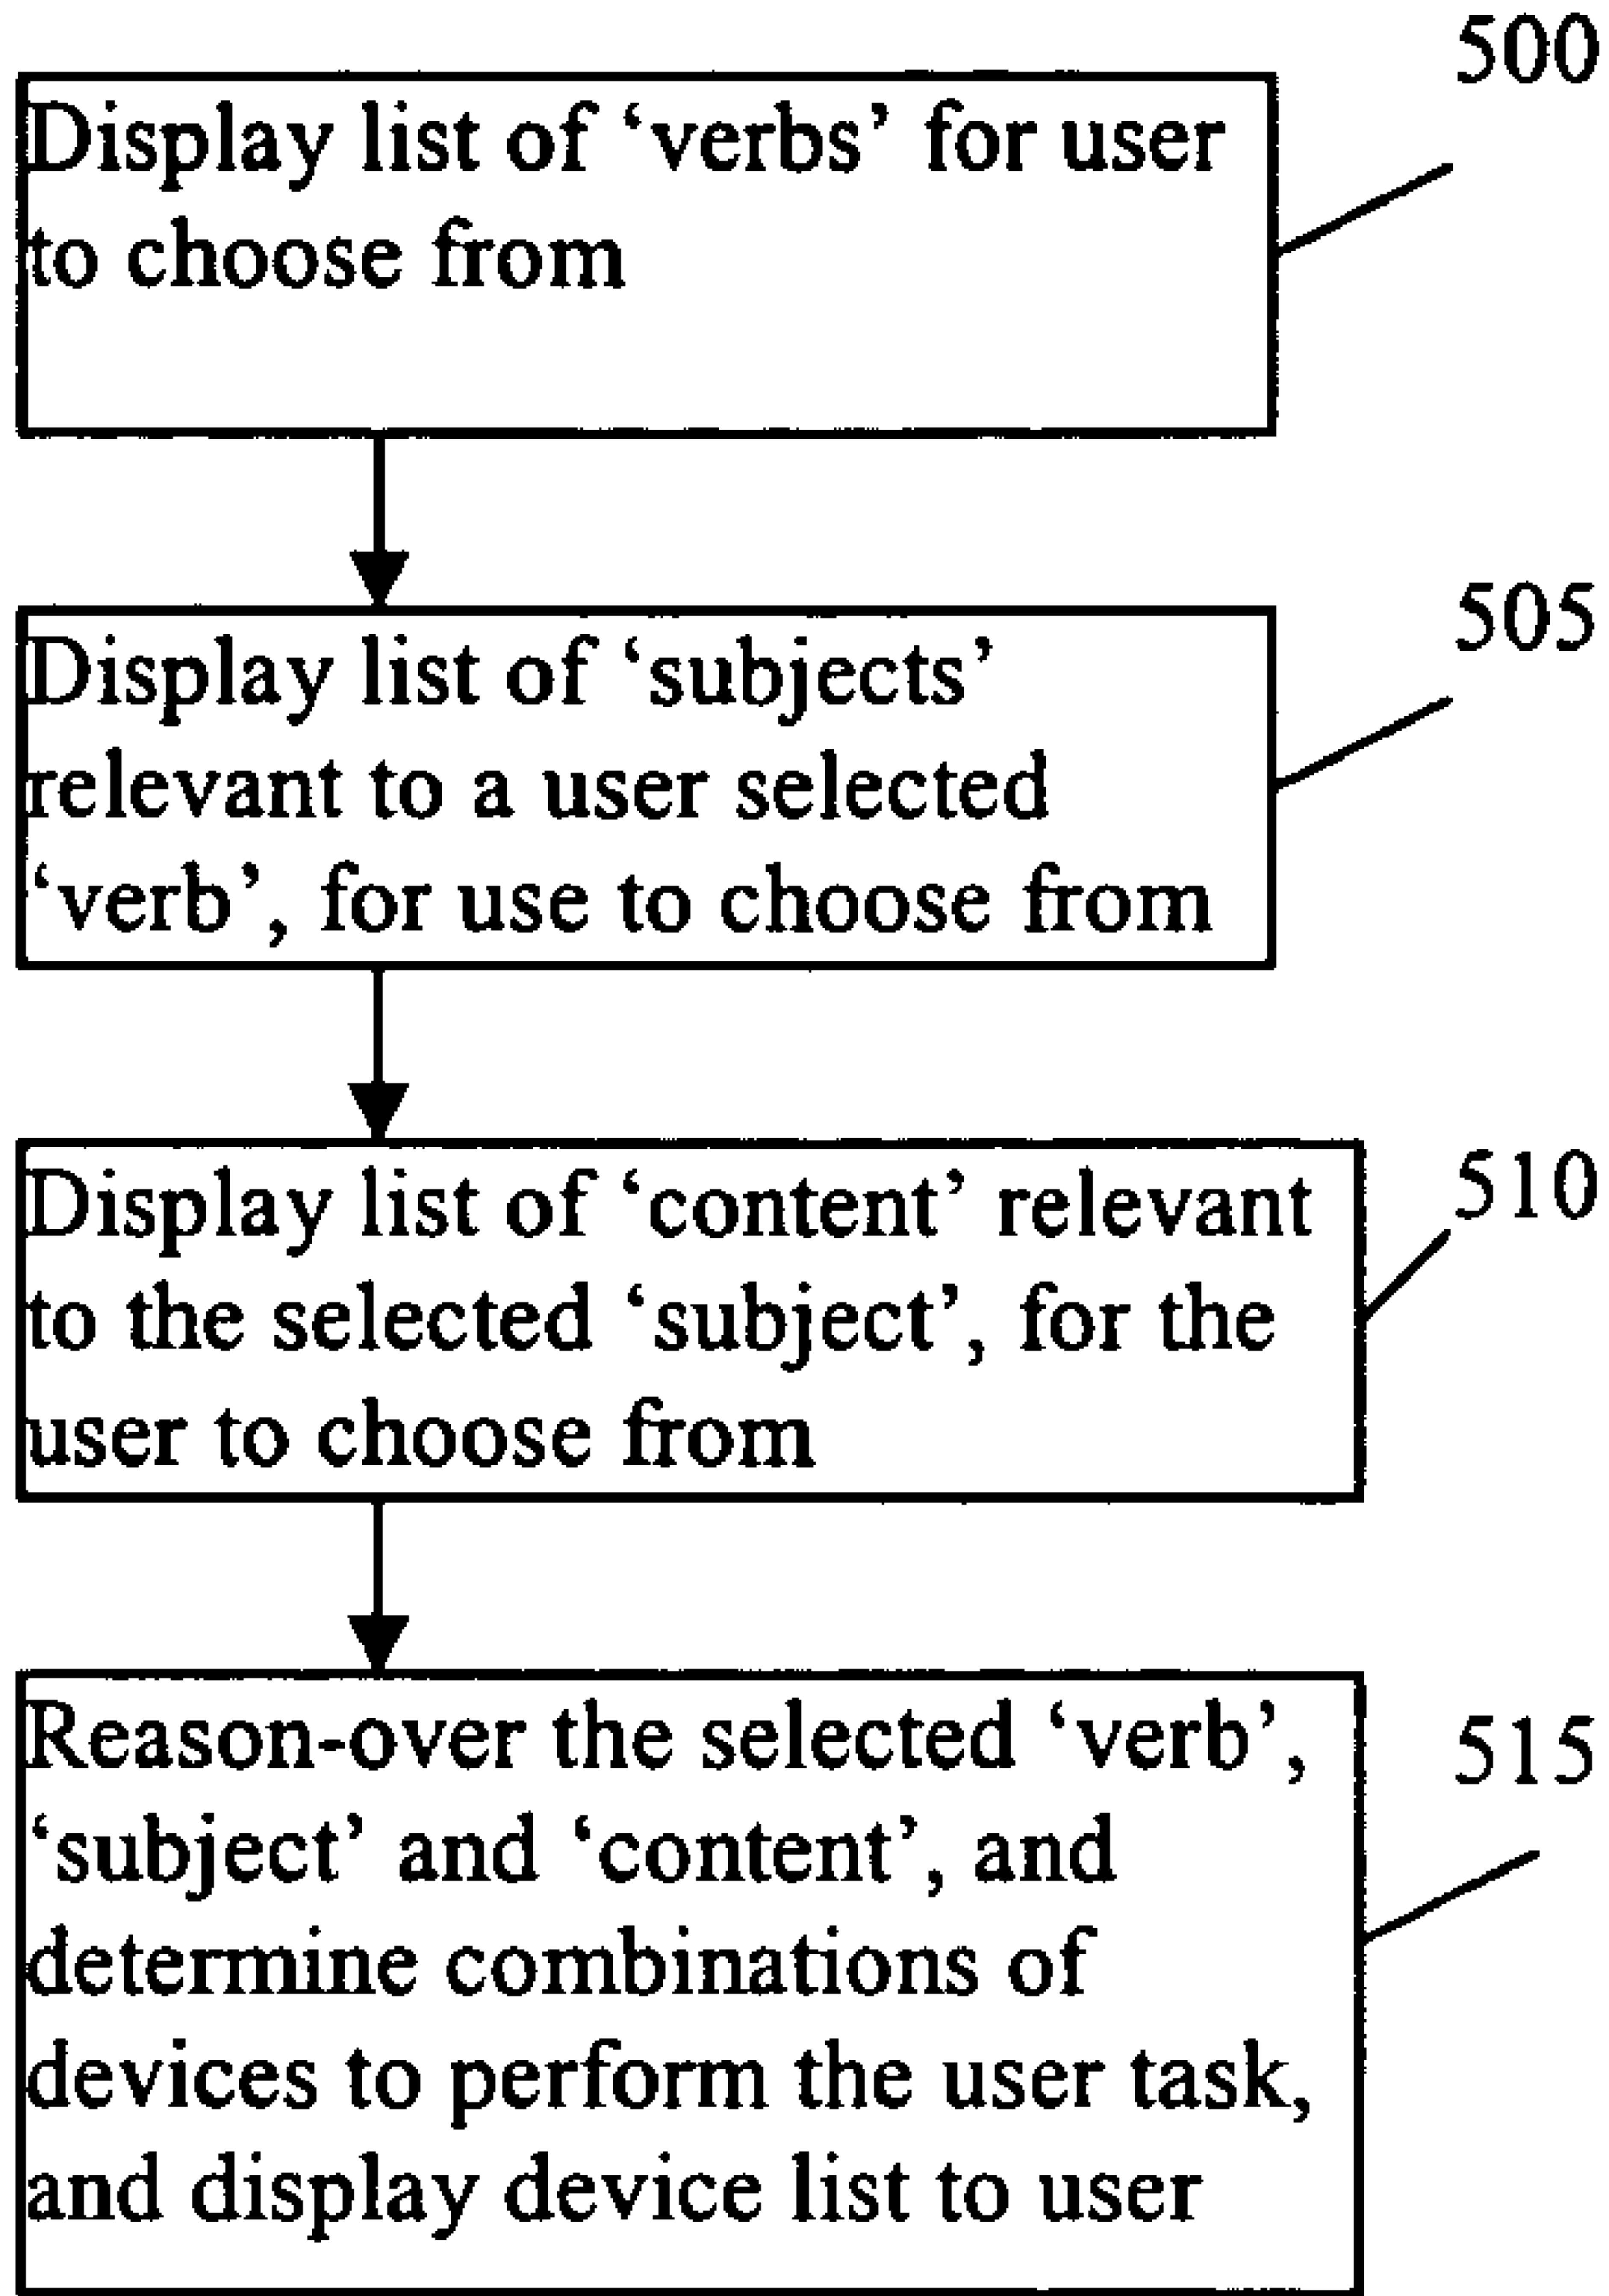 500
Display list of ‘verbs’ for user
to choose from
505
Display list of ‘subjects’
relevant to a user selected
‘verb’, for use to choose from
510
Display list of ‘content’ relevant
to the selected ‘subject’, for the
user to choose from
515
Reason-over the selected ‘verb’,
‘subject’ and ‘content’, and
determine combinations of
devices to perform the user task,
and display device list to user